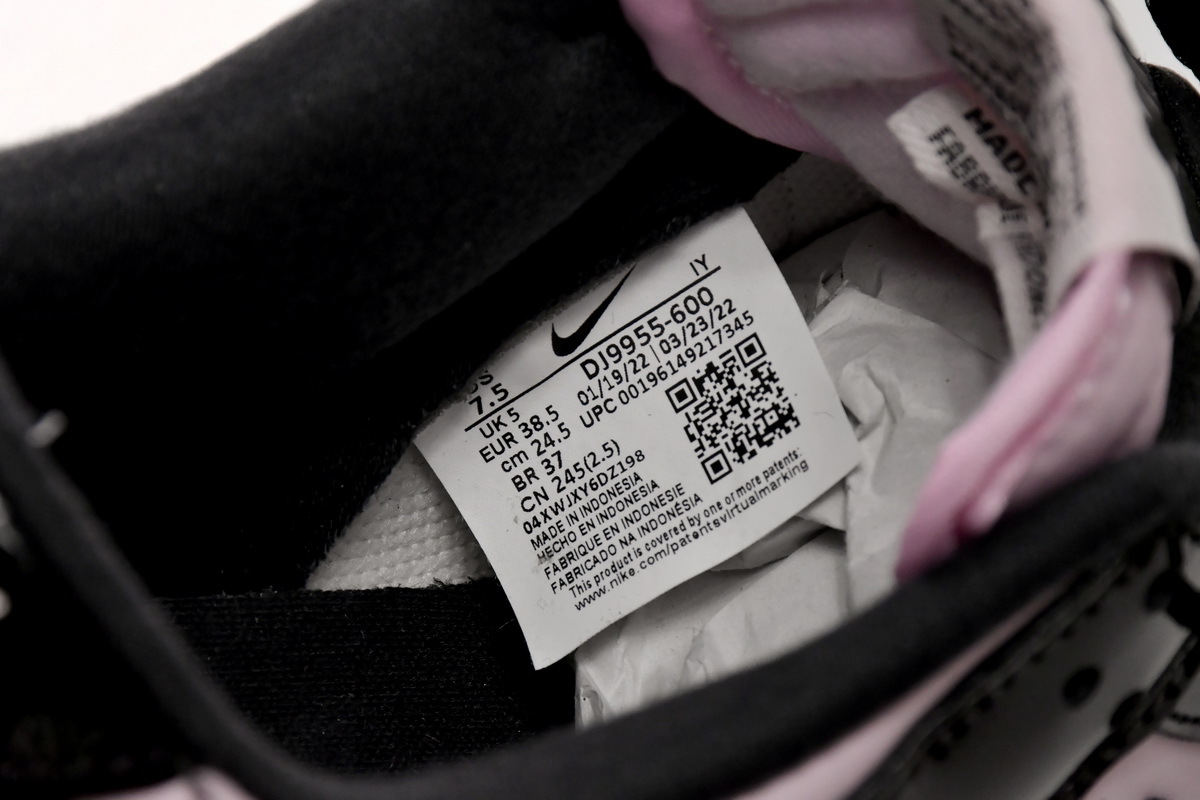 IY
US
7.5
DJ9955-600
UK 5
01/19/22 | 03/23/22
EUR 38.5
UPC 00196149217345
cm 24.5
BR 37
CN 245(2.5)
04XWJXY6DZ198
MADE IN INDONESIA
HECHO EN INDONESIA
FABRIQUE EN INDONESIE
FABRICADO NA INDONÉSIA
This product is covered by one or more patents:
www.nike.com/patentsvirtualmarking
MADE